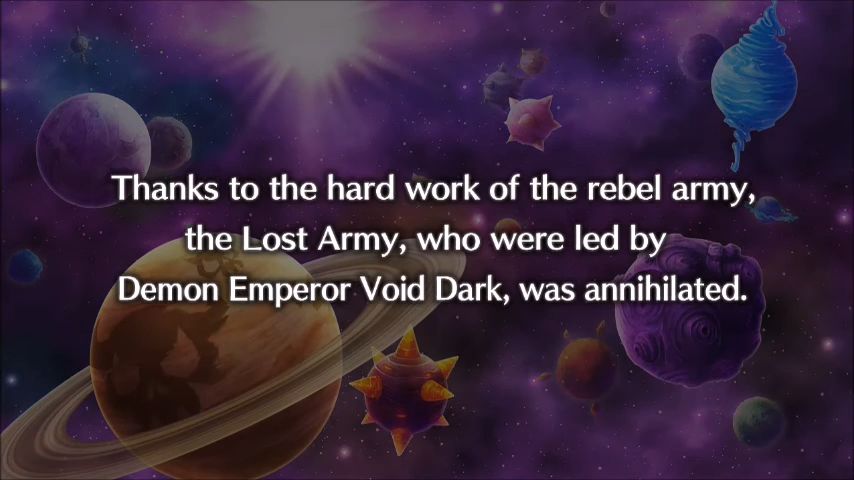 Thanks to the hard work of the rebel army,
the Lost Army, who were led by
Demon Emperor Void Dark, was annihilated.